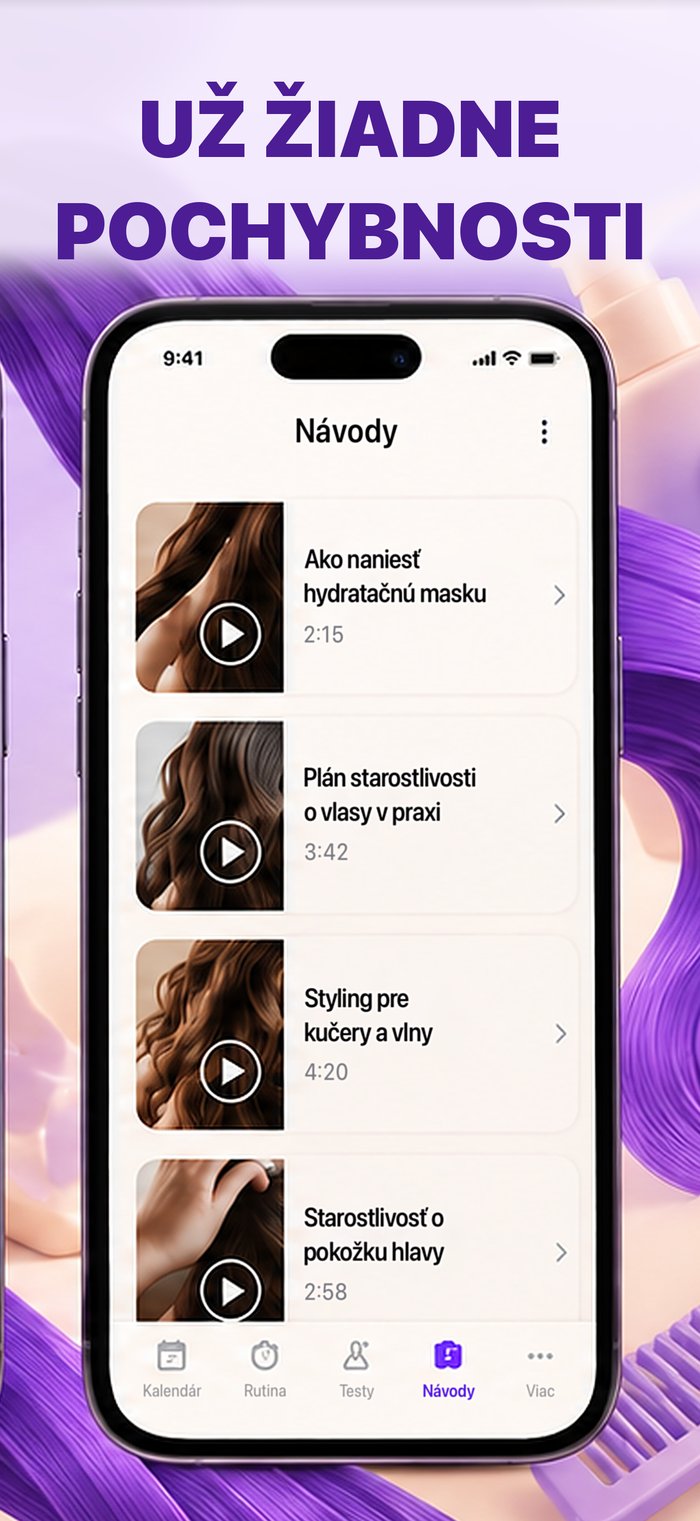 UŽ ŽIADNE
POCHYBNOSTI
9:41
Návody
Ako naniesť
hydratačnú masku
2:15
Plán starostlivosti
o vlasy v praxi
3:42
Styling pre
kučery a vlny
4:20
Starostlivosť o
pokožku hlavy
2:58
Kalendár Rutina Testy Návody Viac